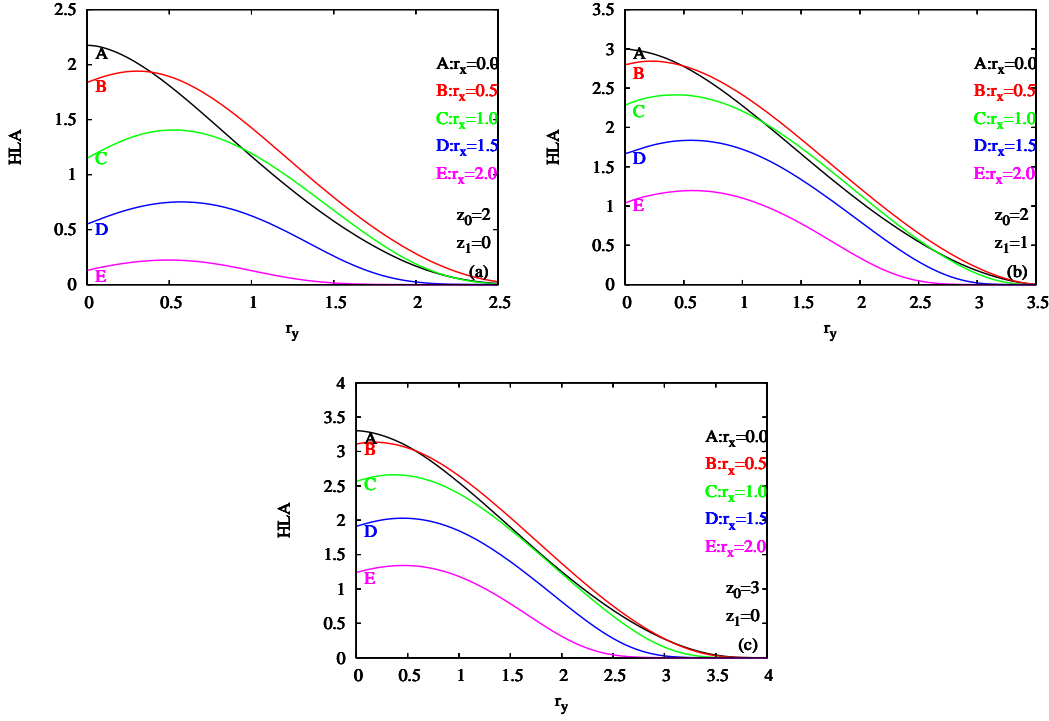 2.5
2
1.5
1
0.5
0
HLA
0
0.5
1
1.5
2
2.5
r_y
A
B
C
D
E
A:r_x=0.0
B:r_x=0.5
C:r_x=1.0
D:r_x=1.5
E:r_x=2.0
z_0=2
z_1=0
(a)
3.5
3
2.5
2
1.5
1
0.5
0
HLA
0
0.5
1
1.5
2
2.5
3
3.5
r_y
A
B
C
D
E
A:r_x=0.0
B:r_x=0.5
C:r_x=1.0
D:r_x=1.5
E:r_x=2.0
z_0=2
z_1=1
(b)
4
3.5
3
2.5
2
1.5
1
0.5
0
HLA
0
0.5
1
1.5
2
2.5
3
3.5
4
r_y
A
B
C
D
E
A:r_x=0.0
B:r_x=0.5
C:r_x=1.0
D:r_x=1.5
E:r_x=2.0
z_0=3
z_1=0
(c)